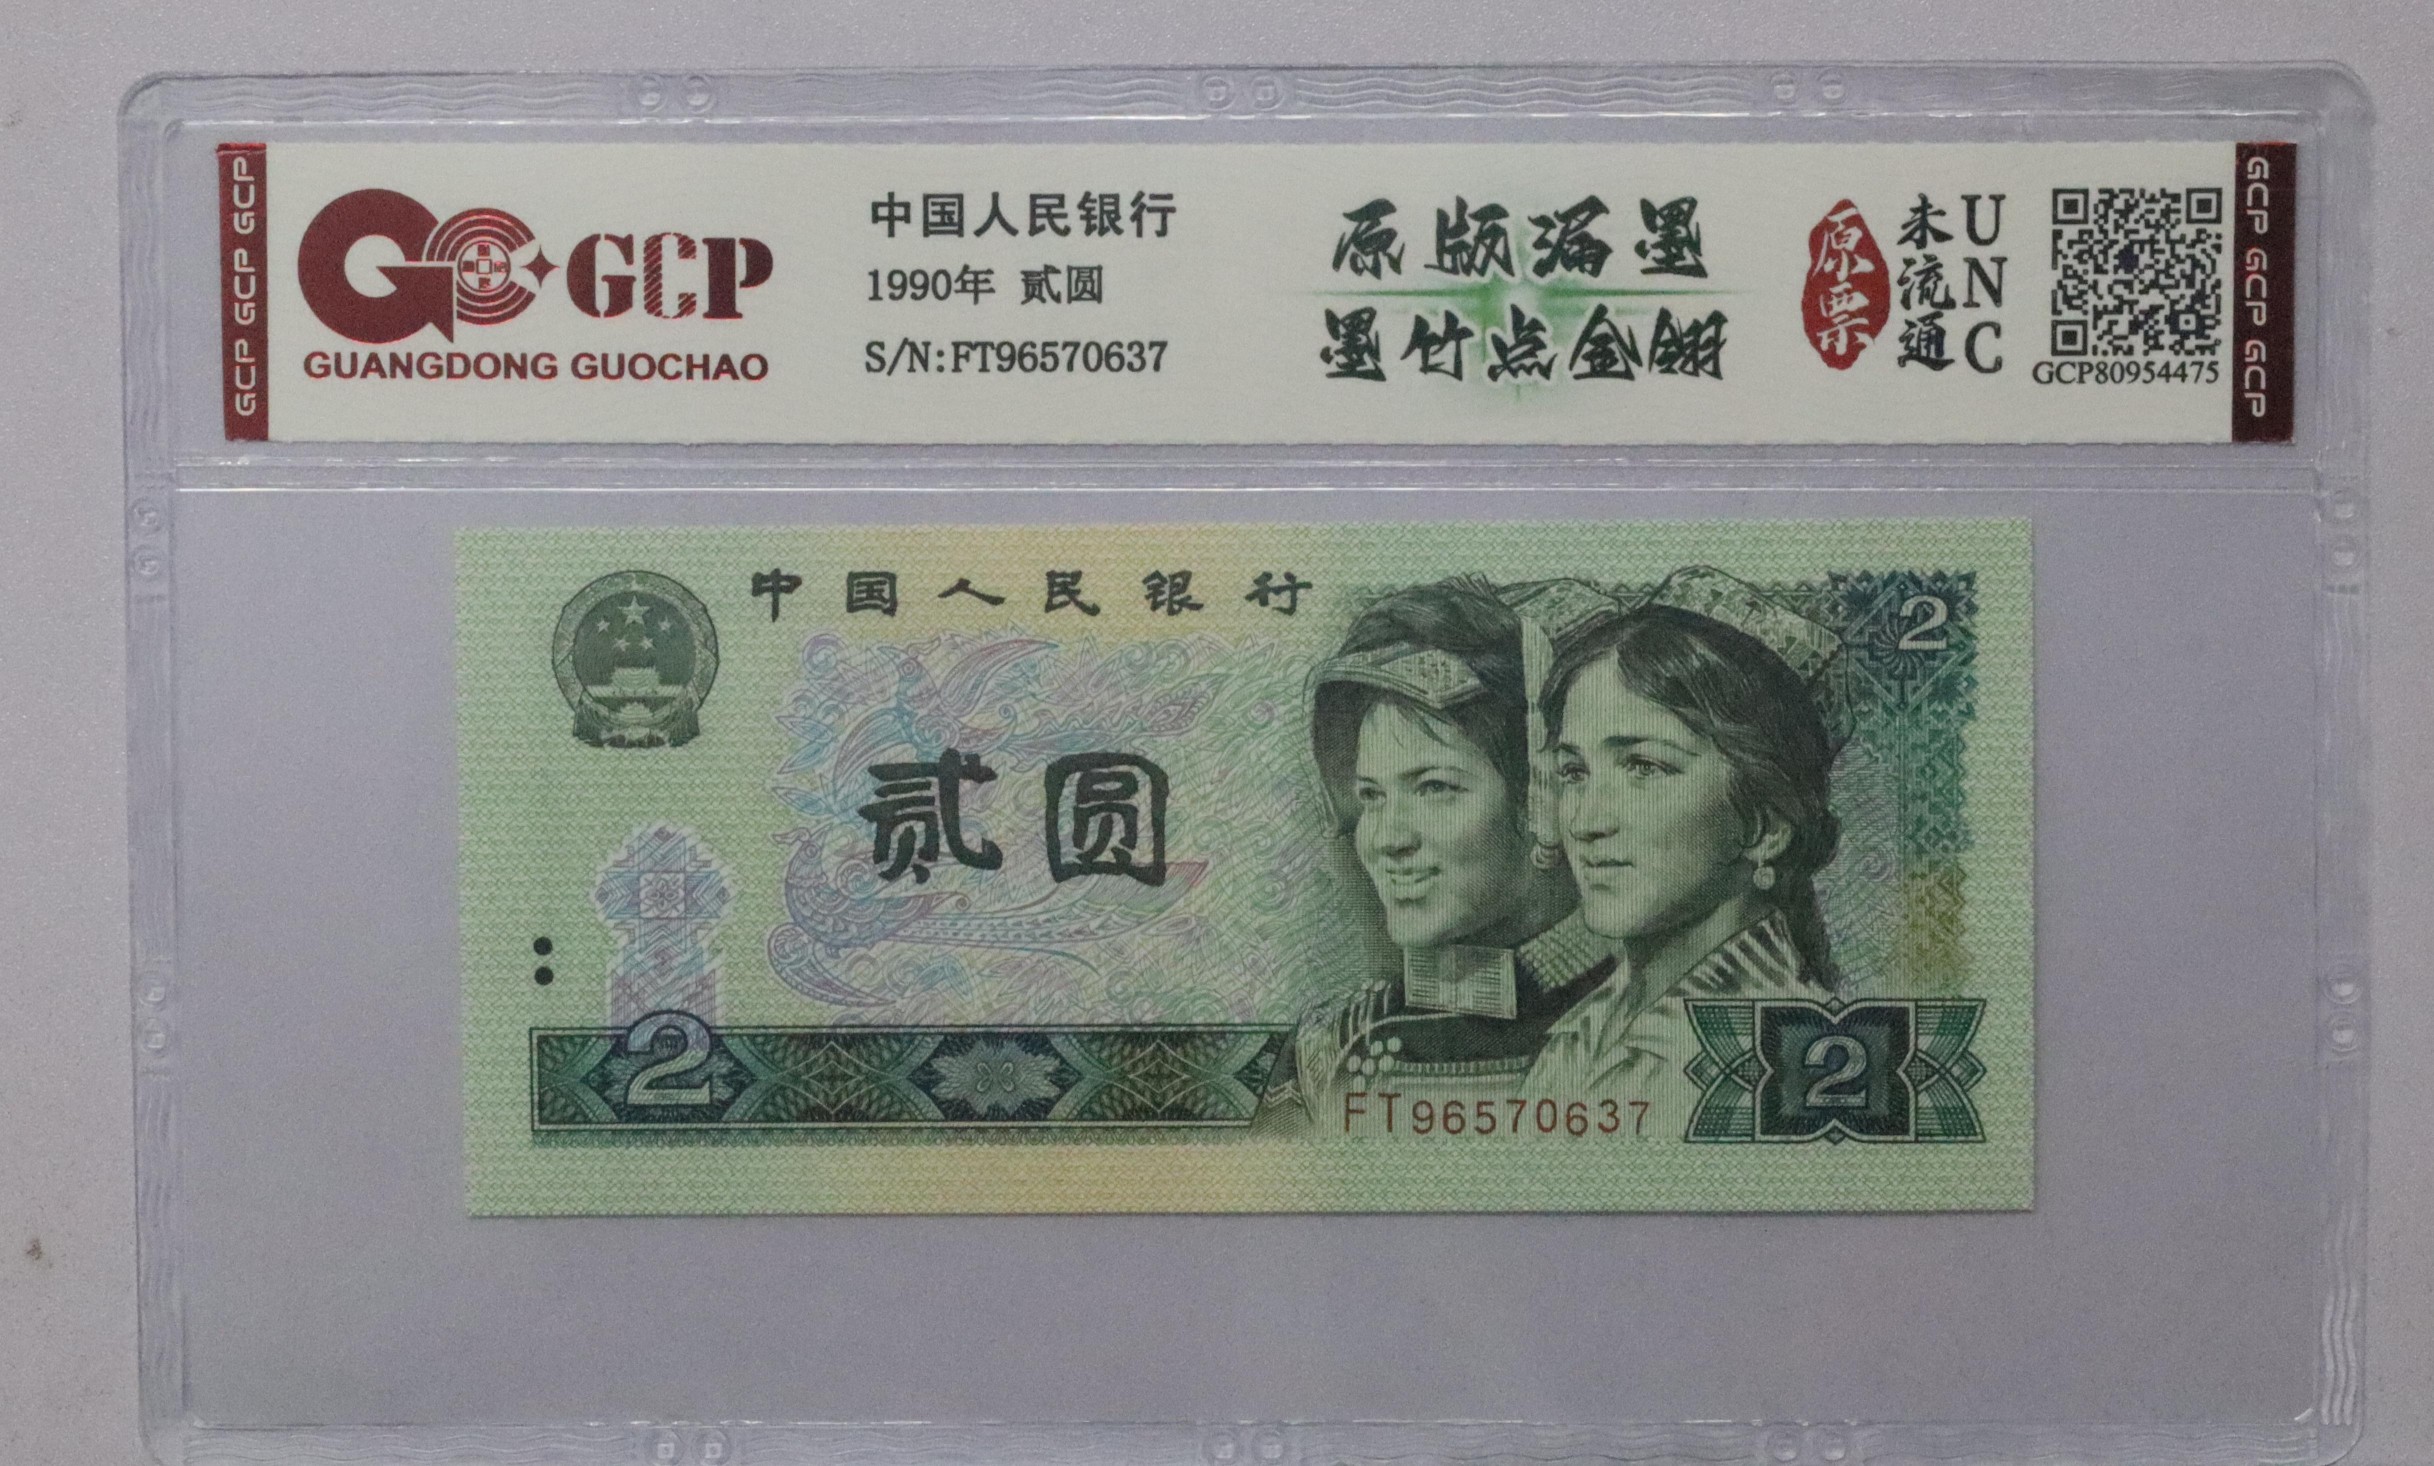 GCP GCP GCP
GCP
GUANGDONG GUOCHAO
中国人民银行
1990年 贰圆
S/N:FT96570637
原版漏墨
墨竹点金翎
原票
未流通
UNC
GCP80954475
GCP GCP GCP
中国人民银行
2
贰圆
2
FT96570637
2